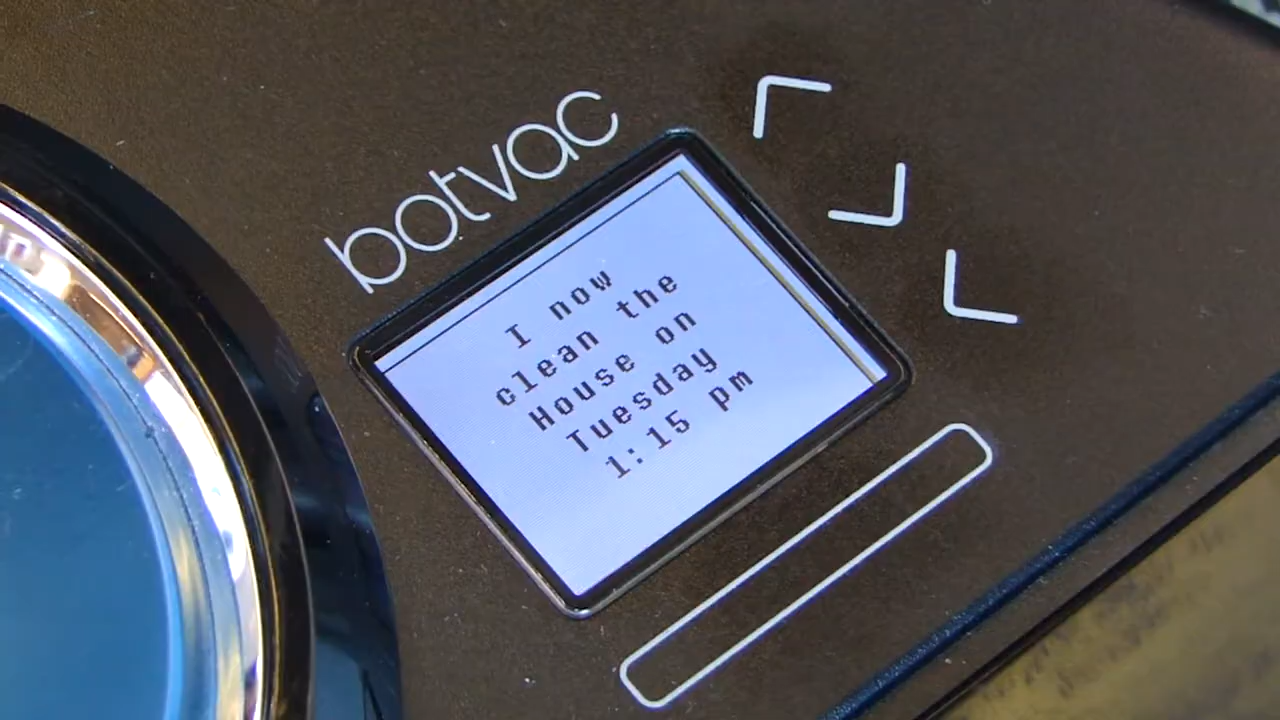 botvac
I now
clean the
House on
Tuesday
1:15 pm